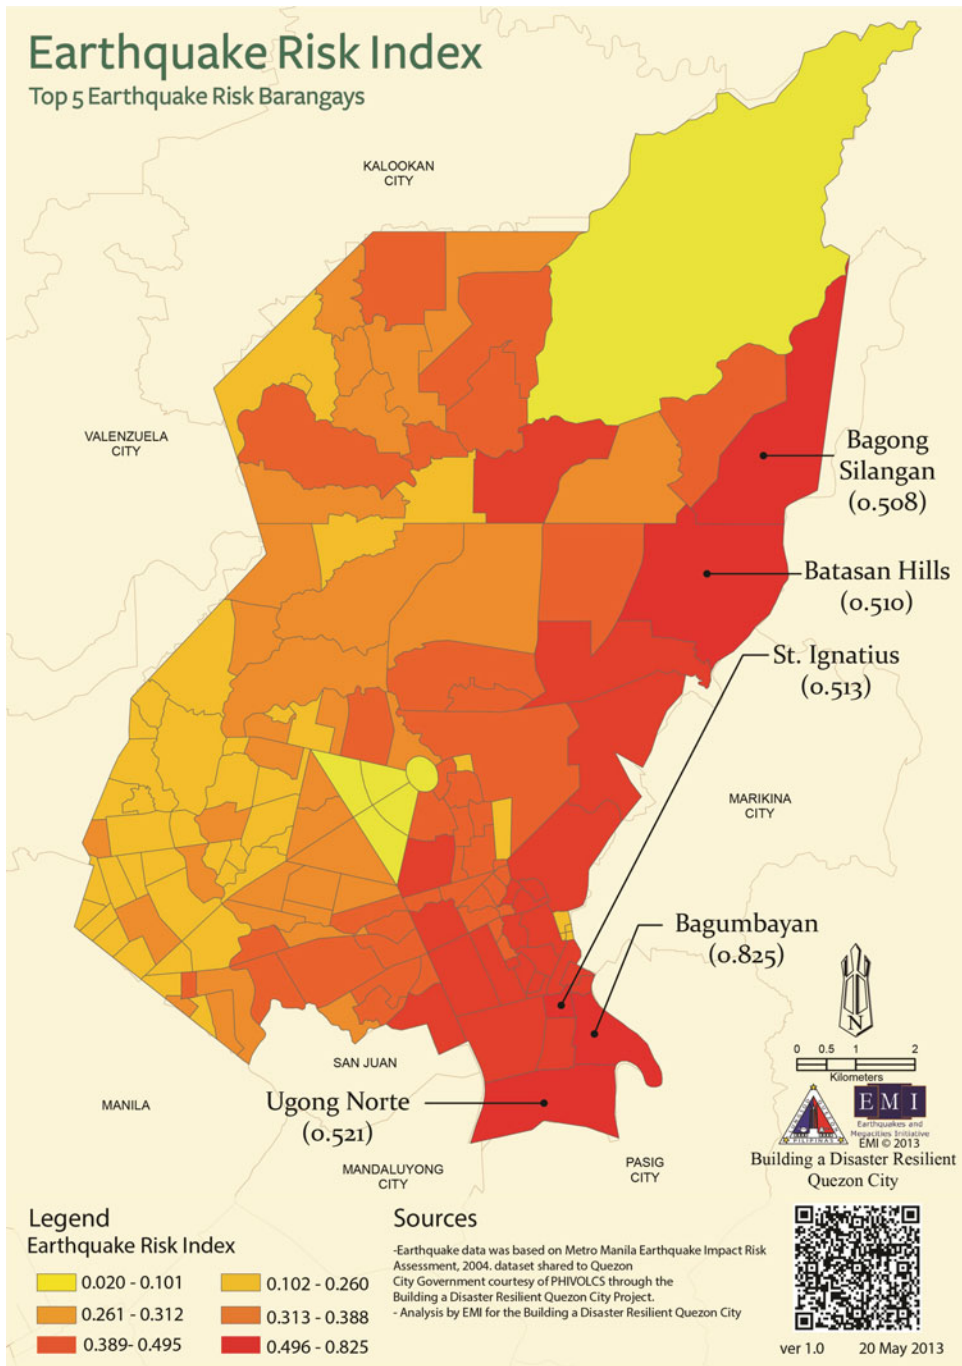 Earthquake Risk Index
Top 5 Earthquake Risk Barangays
KALOOKAN
CITY
VALENZUELA
CITY
Bagong
Silangan
(0.508)
Batasan Hills
(0.510)
St. Ignatius
(0.513)
MARIKINA
CITY
Bagumbayan
(0.825)
N
0 0.5 1 2
Kilometers
SAN JUAN
MANILA
Ugong Norte
(0.521)
MANDALUYONG
CITY
PASIG
CITY
PILIPINAS
EMI
Earthquakes and
Megacities Initiative
EMI © 2013
Building a Disaster Resilient
Quezon City
Legend
Earthquake Risk Index
0.020 - 0.101
0.102 - 0.260
0.261 - 0.312
0.313 - 0.388
0.389- 0.495
0.496 - 0.825
Sources
-Earthquake data was based on Metro Manila Earthquake Impact Risk
Assessment, 2004. dataset shared to Quezon
City Government courtesy of PHIVOLCS through the
Building a Disaster Resilient Quezon City Project.
- Analysis by EMI for the Building a Disaster Resilient Quezon City
ver 1.0 20 May 2013